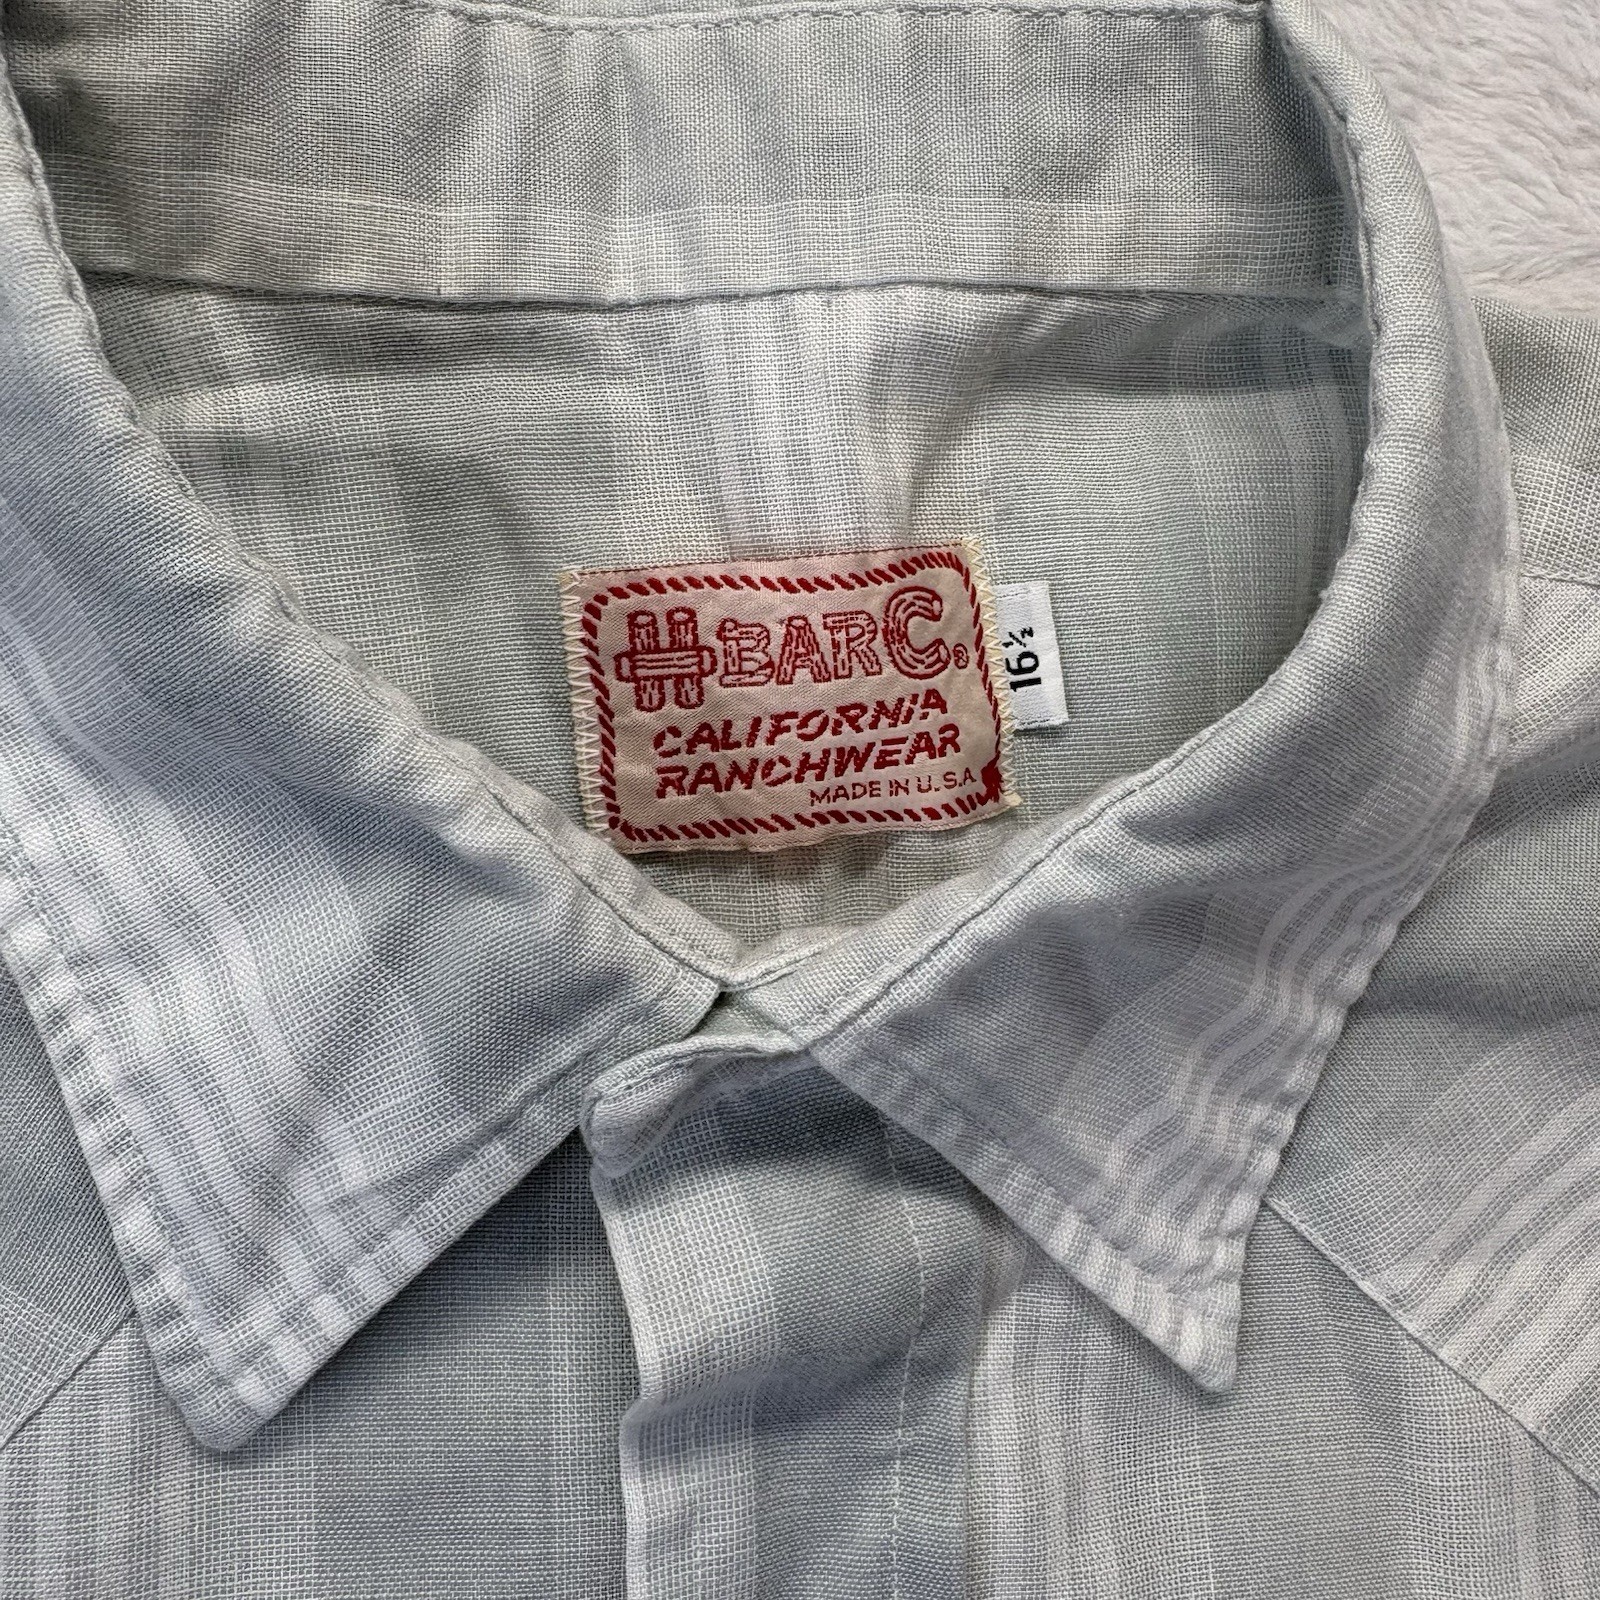 H BAR C®
CALIFORNIA
RANCHWEAR
MADE IN U.S.A.
16½